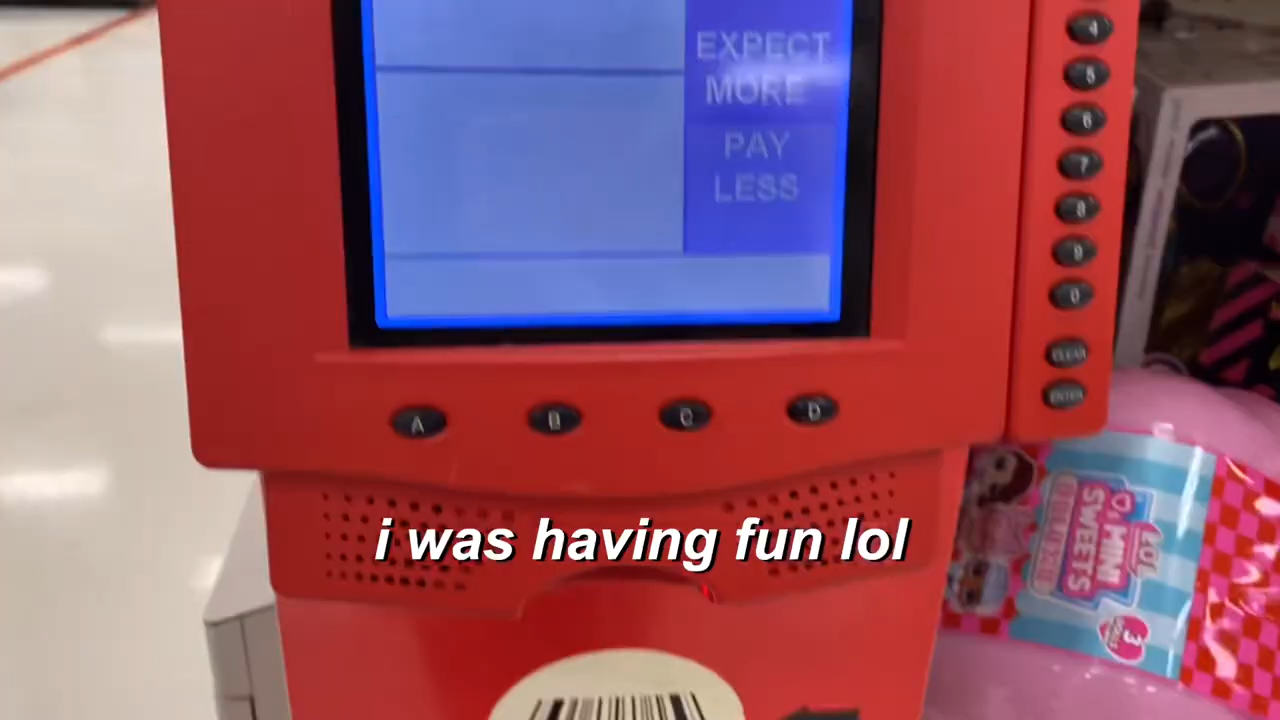 EXPECT
MORE
PAY
LESS
4
5
6
7
8
9
0
CLEAR
ENTER
A
B
C
D
i was having fun lol
LOL
MINI
SWEETS
3